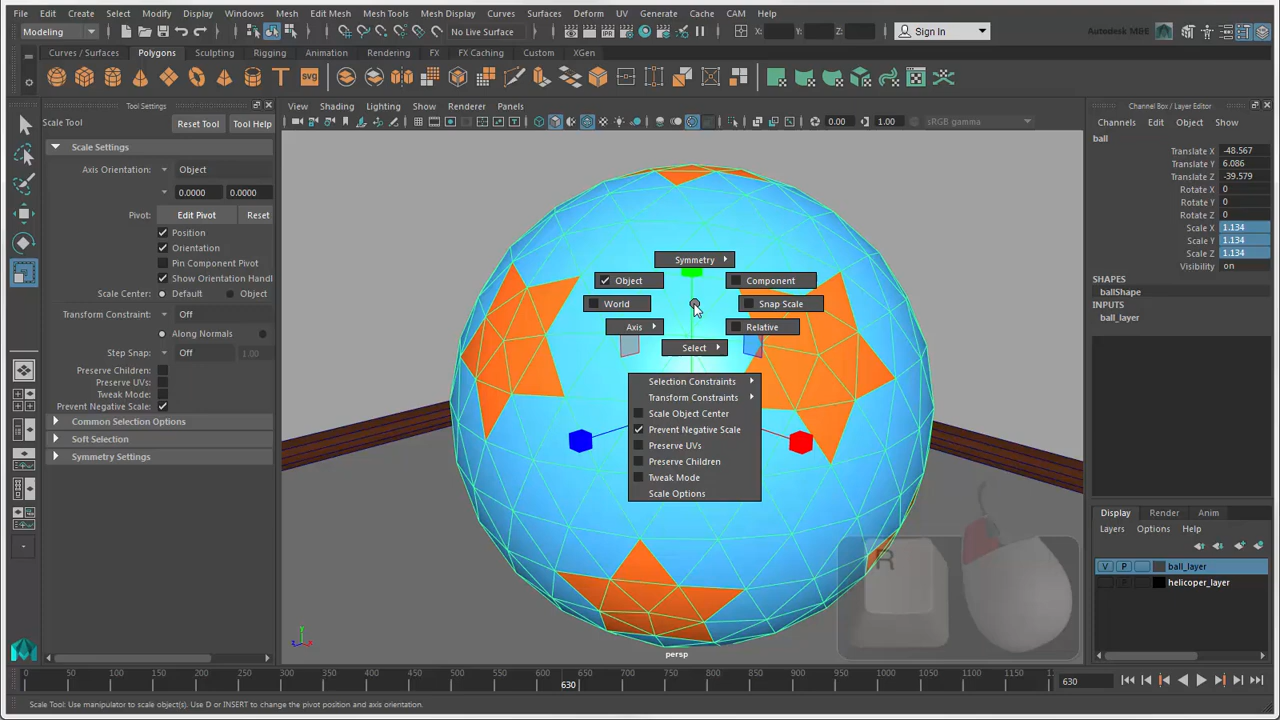 File Edit Create Select Modify Display Windows Mesh Edit Mesh Mesh Tools Mesh Display Curves Surfaces Deform UV Generate Cache CAM Help
Modeling No Live Surface X: Y: Z: Sign In Autodesk M&E
Curves / Surfaces Polygons Sculpting Rigging Animation Rendering FX FX Caching Custom XGen
SVG
Tool Settings
Scale Tool Reset Tool Tool Help
Scale Settings
Axis Orientation: Object
0.0000 0.0000
Pivot: Edit Pivot Reset
Position
Orientation
Pin Component Pivot
Show Orientation Handl
Scale Center: Default Object
Transform Constraint: Off
Along Normals
Step Snap: Off 1.00
Preserve Children:
Preserve UVs:
Tweak Mode:
Prevent Negative Scale:
Common Selection Options
Soft Selection
Symmetry Settings
View Shading Lighting Show Renderer Panels
0.00 1.00 sRGB gamma
Symmetry
Object Component
World Snap Scale
Axis Relative
Select
Selection Constraints
Transform Constraints
Scale Object Center
Prevent Negative Scale
Preserve UVs
Preserve Children
Tweak Mode
Scale Options
R
persp
Channel Box / Layer Editor
Channels Edit Object Show
ball
Translate X -48.567
Translate Y 6.086
Translate Z -39.579
Rotate X 0
Rotate Y 0
Rotate Z 0
Scale X 1.134
Scale Y 1.134
Scale Z 1.134
Visibility on
SHAPES
ballShape
INPUTS
ball_layer
Display Render Anim
Layers Options Help
V P ball_layer
helicoper_layer
0 50 100 150 200 250 300 350 400 450 500 550 600 650 700 750 800 850 900 950 1000 1050 11
630
630
Scale Tool: Use manipulator to scale object(s). Use D or INSERT to change the pivot position and axis orientation.